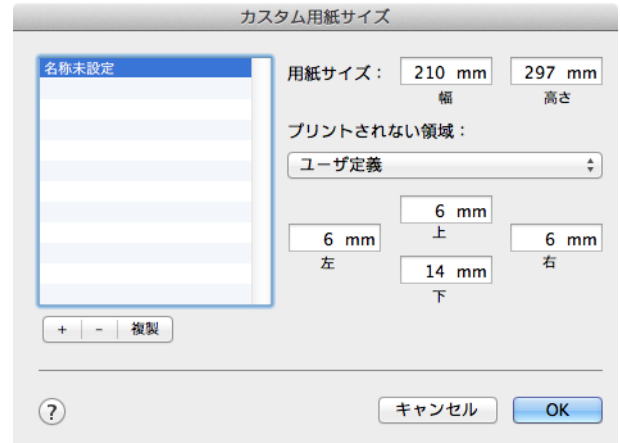 カスタム用紙サイズ
名称未設定
用紙サイズ： 210 mm 297 mm
幅 高さ
プリントされない領域：
ユーザ定義
6 mm
上
6 mm 6 mm
左 右
14 mm
下
+ - 複製
? キャンセル OK